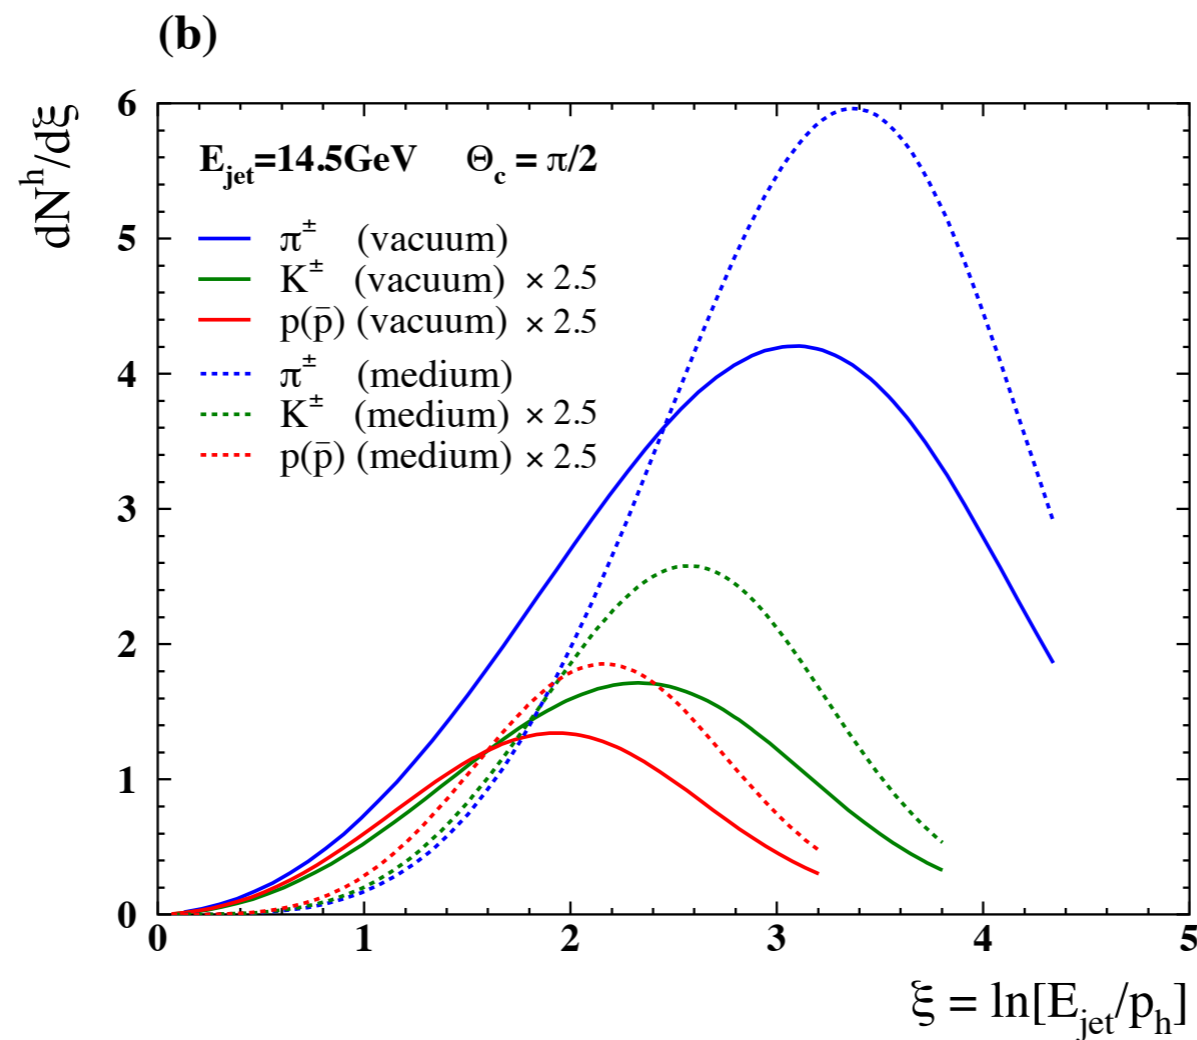 (b)
dN^h/dξ
E_jet=14.5GeV Θ_c = π/2
π^± (vacuum)
K^± (vacuum) × 2.5
p(p̄) (vacuum) × 2.5
π^± (medium)
K^± (medium) × 2.5
p(p̄) (medium) × 2.5
6
5
4
3
2
1
0
0 1 2 3 4 5
ξ = ln[E_jet/p_h]